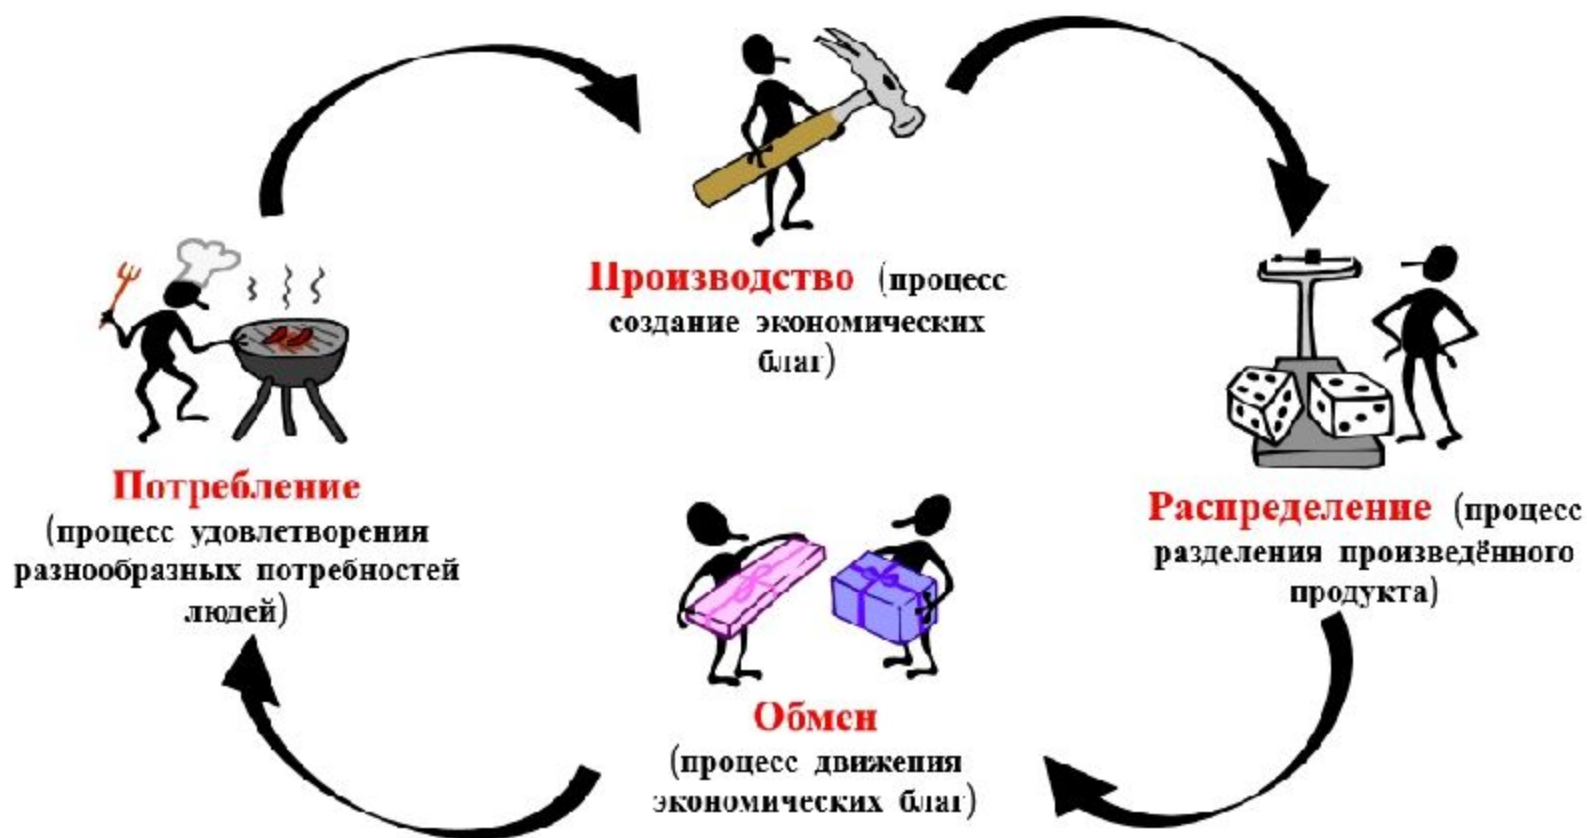 Производство (процесс
создание экономических
благ)
Распределение (процесс
разделения произведённого
продукта)
Обмен
(процесс движения
экономических благ)
Потребление
(процесс удовлетворения
разнообразных потребностей
людей)